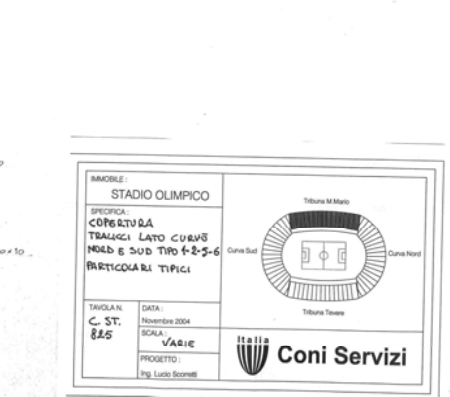 IMMOBILE :
STADIO OLIMPICO
SPECIFICA :
COPERTURA
TRALICCI LATO CURVO
NORD E SUD TIPO 1-2-5-6
PARTICOLARI TIPICI
TAVOLA N.
C. ST.
825
DATA :
Novembre 2004
SCALA :
VARIE
PROGETTO :
Ing. Lucio Scorretti
Tribuna M.Mario
Curva Sud
Curva Nord
Tribuna Tevere
Italia
Coni Servizi